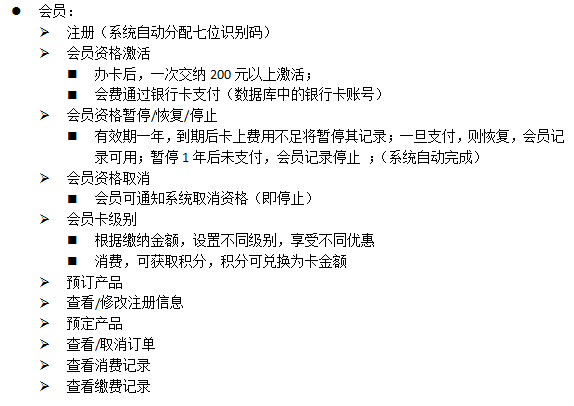 会员：
注册（系统自动分配七位识别码）
会员资格激活
办卡后，一次交纳 200 元以上激活；
会费通过银行卡支付（数据库中的银行卡账号）
会员资格暂停/恢复/停止
有效期一年，到期后卡上费用不足将暂停其记录；一旦支付，则恢复，会员记
录可用；暂停 1 年后未支付，会员记录停止 ；（系统自动完成）
会员资格取消
会员可通知系统取消资格（即停止）
会员卡级别
根据缴纳金额，设置不同级别，享受不同优惠
消费，可获取积分，积分可兑换为卡金额
预订产品
查看/修改注册信息
预定产品
查看/取消订单
查看消费记录
查看缴费记录